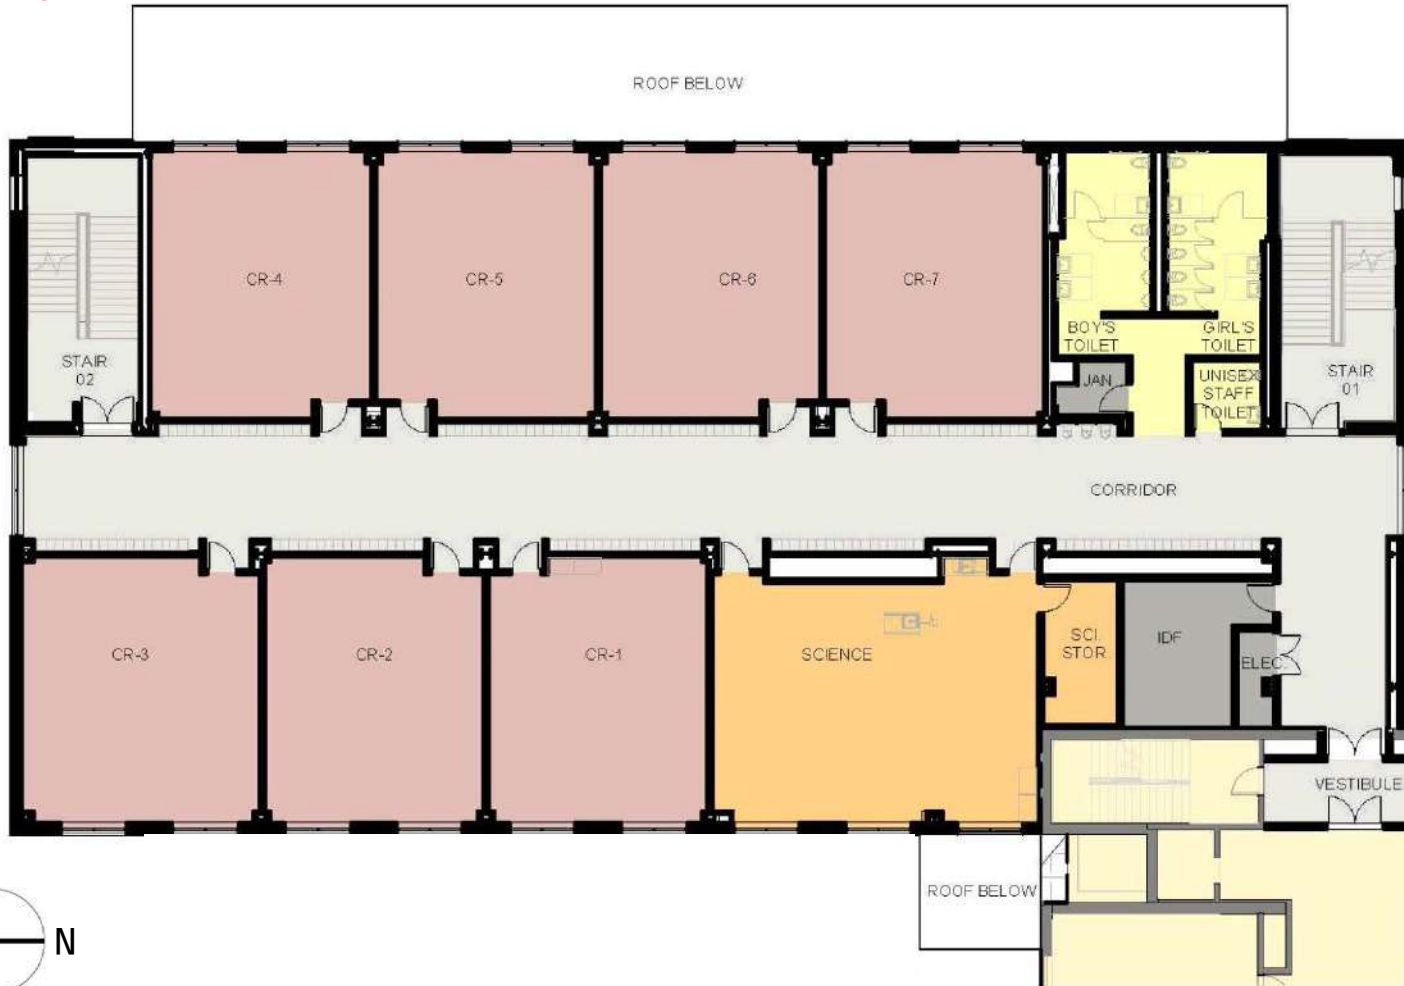 ROOF BELOW
CR-4
CR-5
CR-6
CR-7
BOY'S
TOILET
GIRL'S
TOILET
STAIR
02
JAN
UNISEX
STAFF
TOILET
STAIR
01
CORRIDOR
CR-3
CR-2
CR-1
SCIENCE
SCI
STOR
IDF
ELEC.
VESTIBULE
ROOF BELOW
N